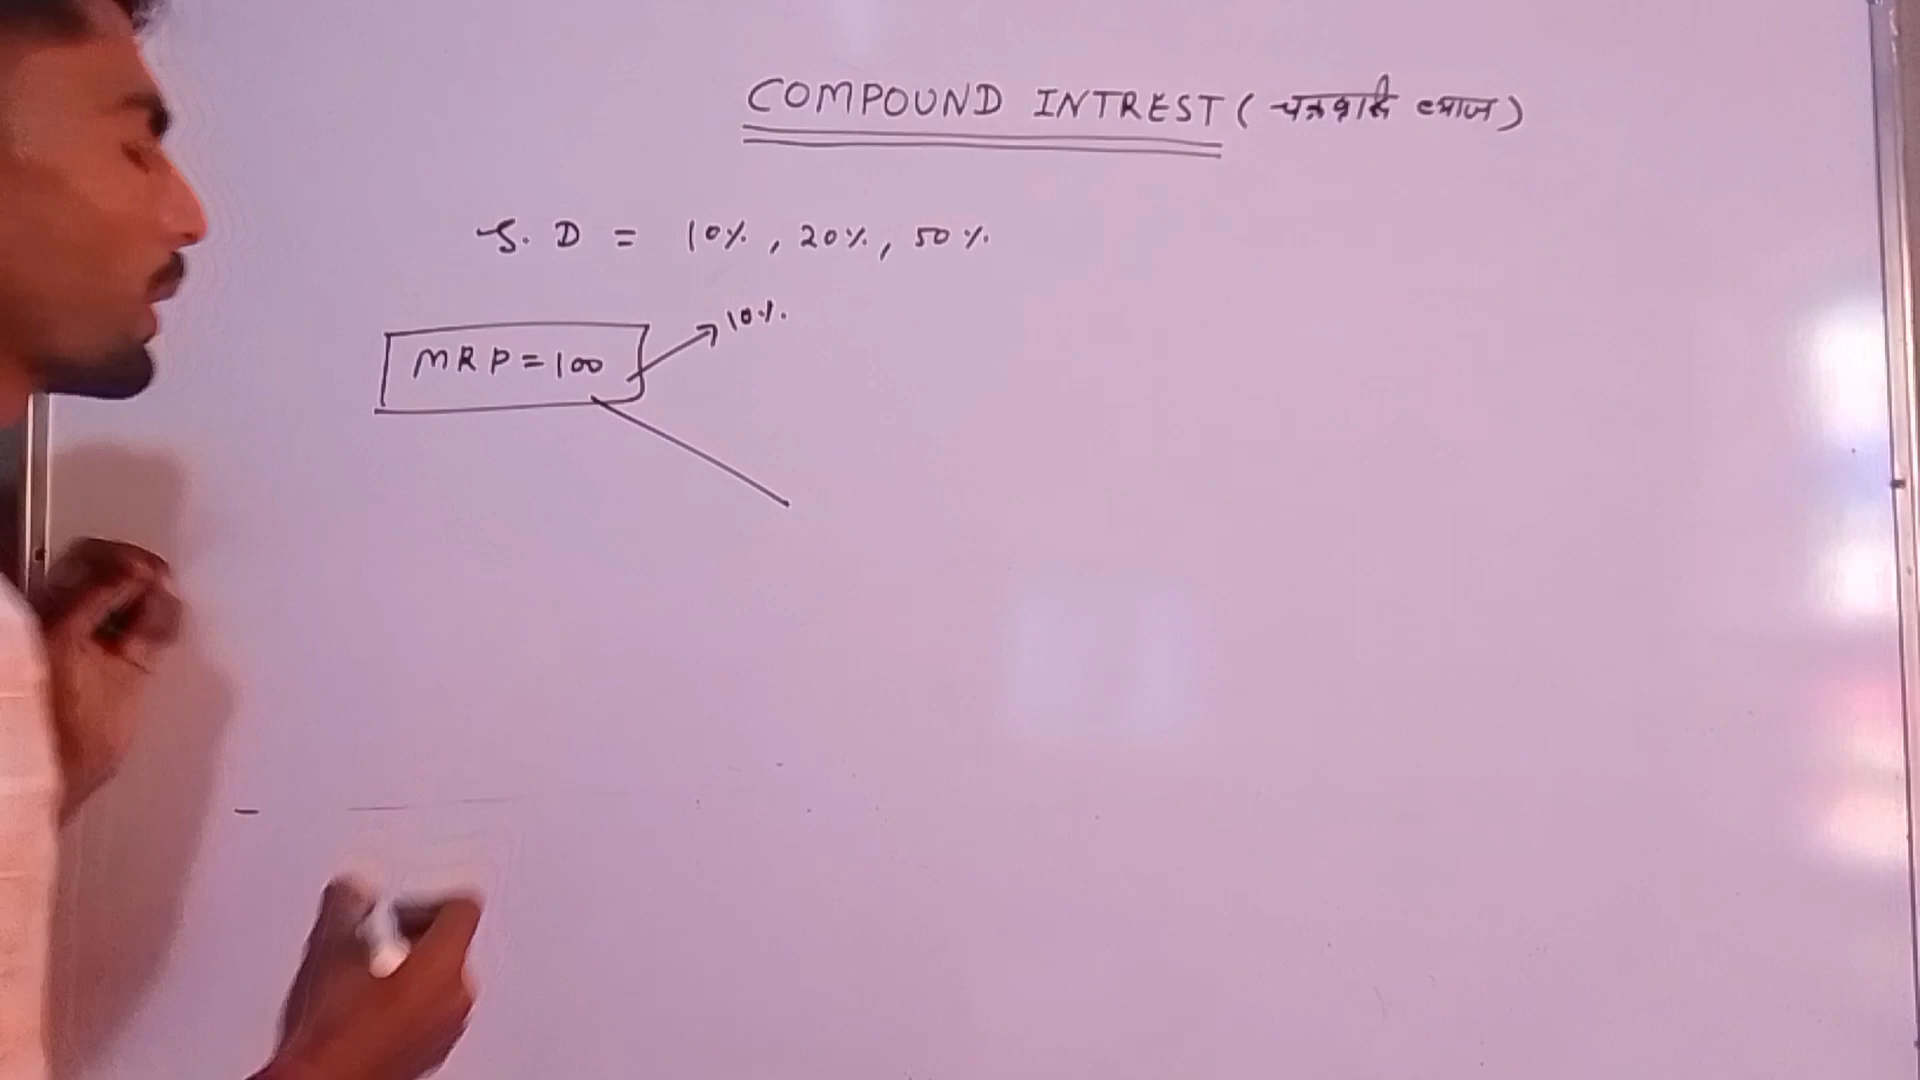 COMPOUND INTREST (चक्रवृद्धि ब्याज)
S. D = 10%, 20%, 50%
10%.
MRP = 100